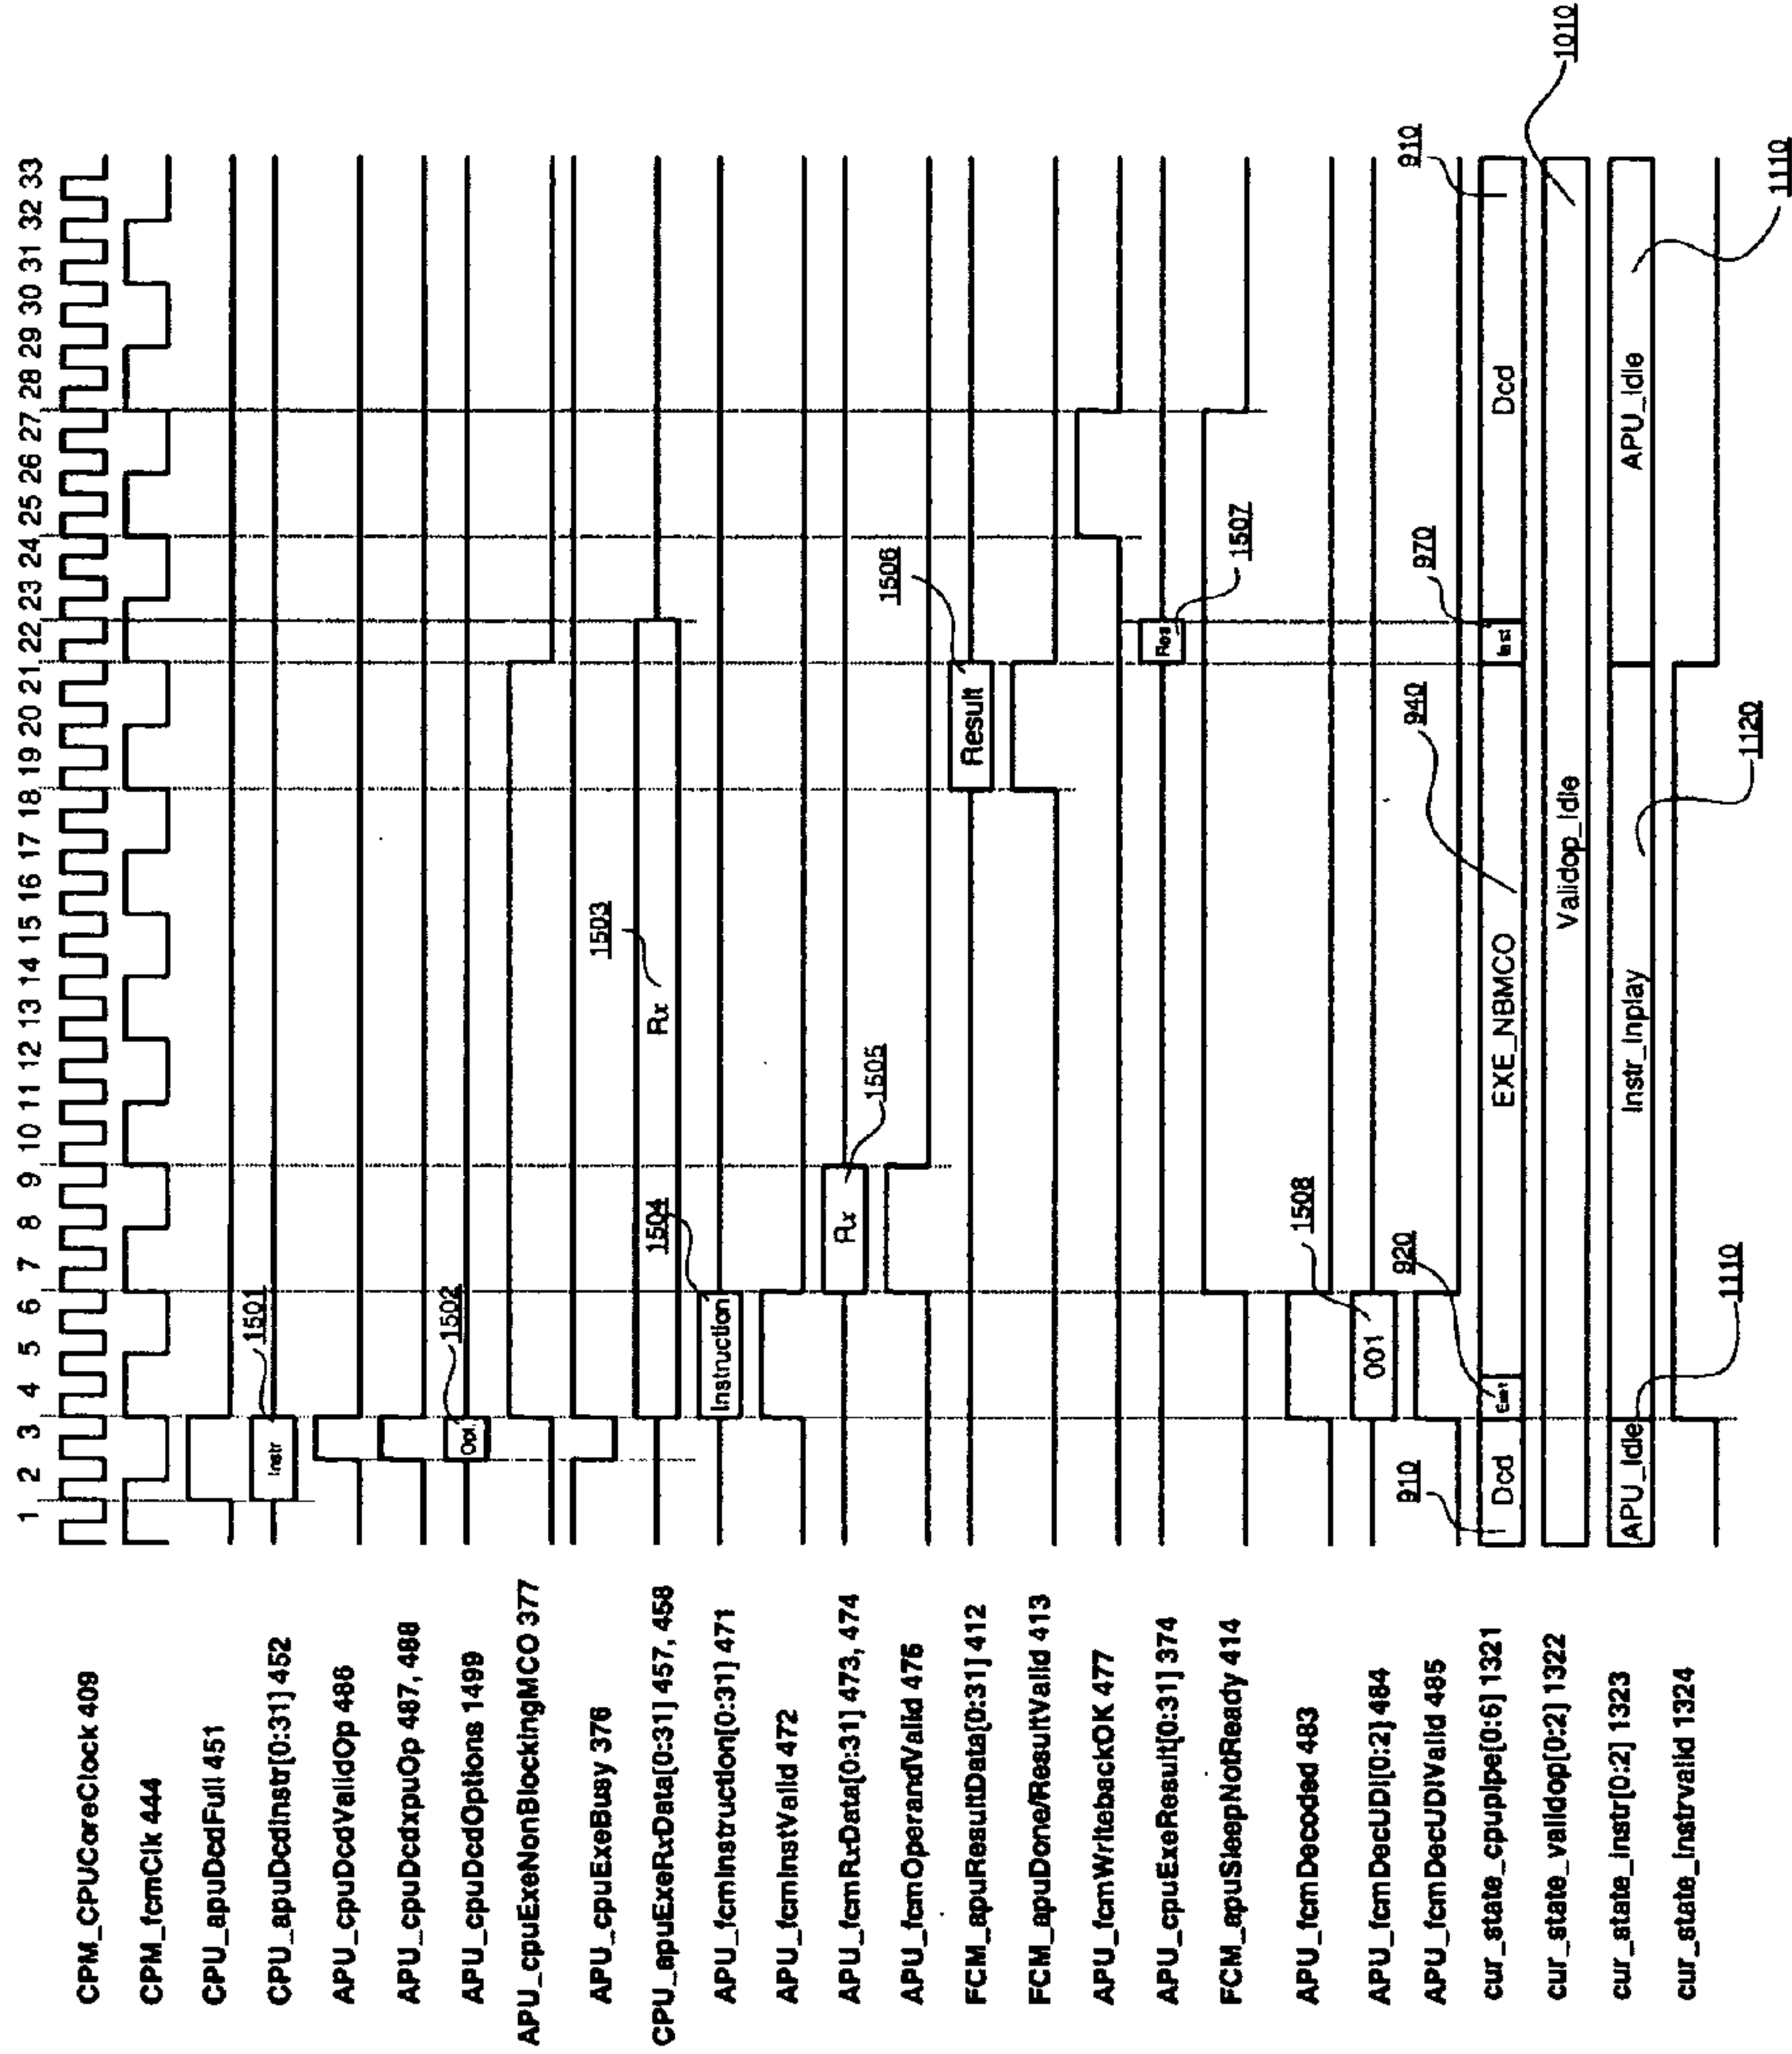 1 2 3 4 5 6 7 8 9 10 11 12 13 14 15 16 17 18 19 20 21 22 23 24 25 26 27 28 29 30 31 32 33
CPM_CPUCoreClock 409
CPM_fcmClk 444
CPU_apuDcdFull 451
CPU_apuDcdInstr[0:31] 452
Instr
1501
APU_cpuDcdValidOp 486
APU_cpuDcdxpuOp 487, 488
APU_cpuDcdOptions 1499
Opt.
1502
APU_cpuExeNonBlockingMCO 377
APU_cpuExeBusy 376
CPU_apuExeRxData[0:31] 457, 458
Rx
1503
APU_fcmInstruction[0:31] 471
Instruction
1504
APU_fcmInstValid 472
APU_fcmRxData[0:31] 473, 474
Rx
1505
APU_fcmOperandValid 476
FCM_apuResultData[0:31] 412
Result
1506
FCM_apuDone/ResultValid 413
APU_fcmWritebackOK 477
APU_cpuExeResult[0:31] 374
Res
1507
FCM_apuSleepNotReady 414
APU_fcmDecoded 483
APU_fcmDecUDI[0:2] 484
001
1508
APU_fcmDecUDIValid 485
cur_state_cpupipe[0:6] 1321
910
Dcd
920
EXE_NBMCO
940
970
Dcd
910
cur_state_validop[0:2] 1322
Validop_Idle
1010
cur_state_instr[0:2] 1323
APU_Idle
1110
Instr_Inplay
1120
APU_Idle
1110
cur_state_instrvalid 1324